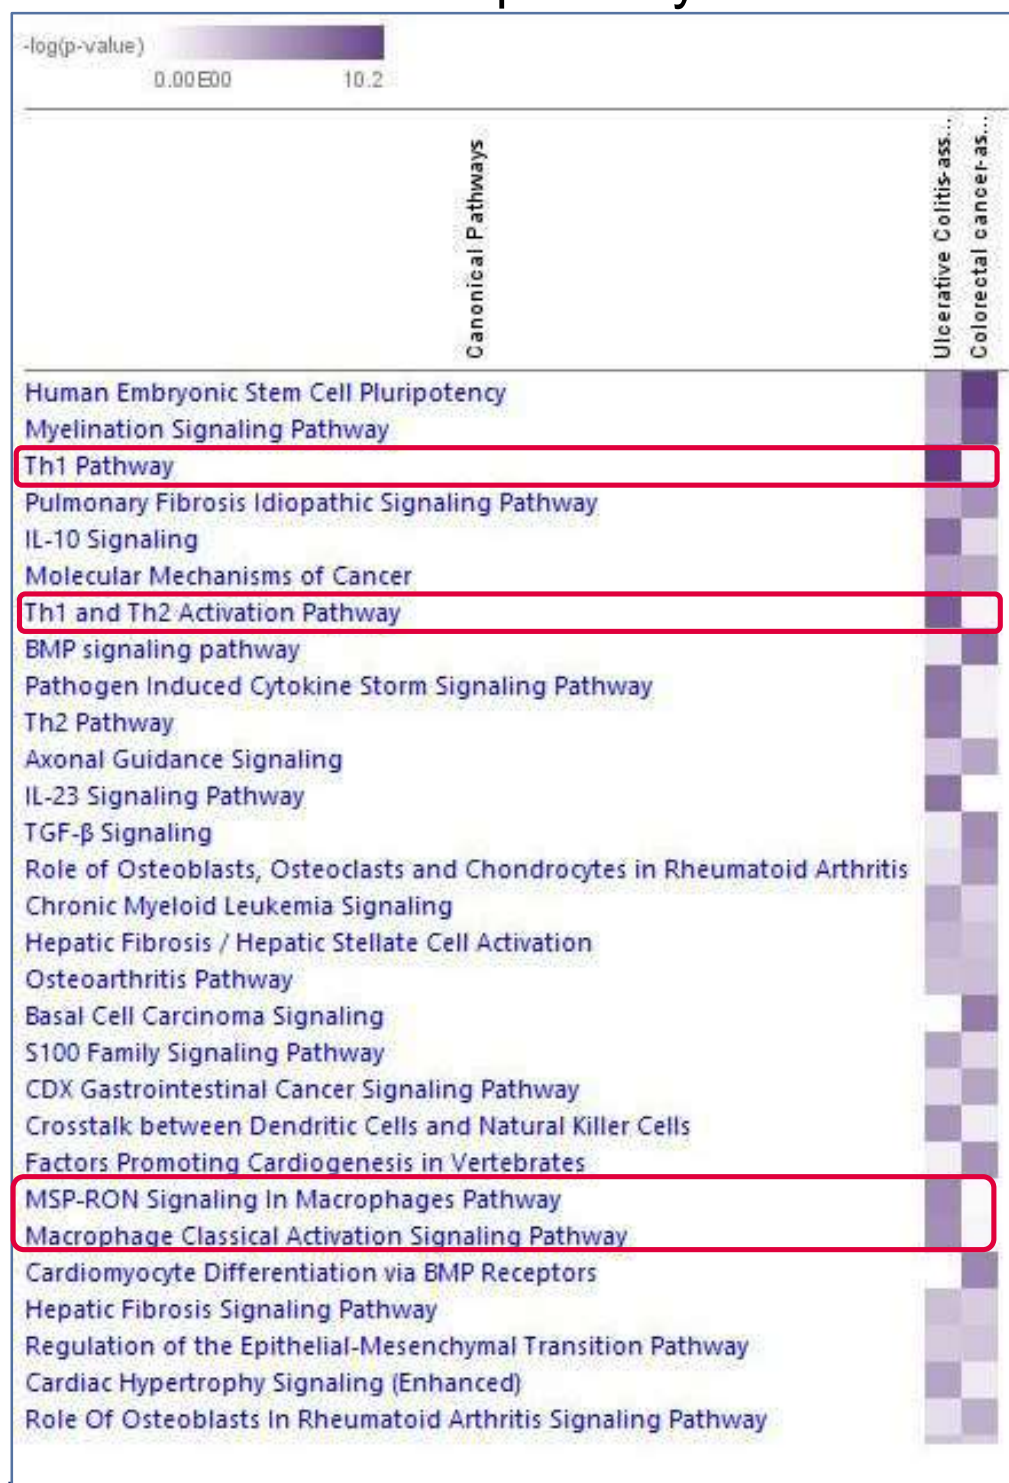 -log(p-value)
0.00E00 10.2
Canonical Pathways
Ulcerative Colitis-ass...
Colorectal cancer-as...
Human Embryonic Stem Cell Pluripotency
Myelination Signaling Pathway
Th1 Pathway
Pulmonary Fibrosis Idiopathic Signaling Pathway
IL-10 Signaling
Molecular Mechanisms of Cancer
Th1 and Th2 Activation Pathway
BMP signaling pathway
Pathogen Induced Cytokine Storm Signaling Pathway
Th2 Pathway
Axonal Guidance Signaling
IL-23 Signaling Pathway
TGF-β Signaling
Role of Osteoblasts, Osteoclasts and Chondrocytes in Rheumatoid Arthritis
Chronic Myeloid Leukemia Signaling
Hepatic Fibrosis / Hepatic Stellate Cell Activation
Osteoarthritis Pathway
Basal Cell Carcinoma Signaling
S100 Family Signaling Pathway
CDX Gastrointestinal Cancer Signaling Pathway
Crosstalk between Dendritic Cells and Natural Killer Cells
Factors Promoting Cardiogenesis in Vertebrates
MSP-RON Signaling In Macrophages Pathway
Macrophage Classical Activation Signaling Pathway
Cardiomyocyte Differentiation via BMP Receptors
Hepatic Fibrosis Signaling Pathway
Regulation of the Epithelial-Mesenchymal Transition Pathway
Cardiac Hypertrophy Signaling (Enhanced)
Role Of Osteoblasts In Rheumatoid Arthritis Signaling Pathway